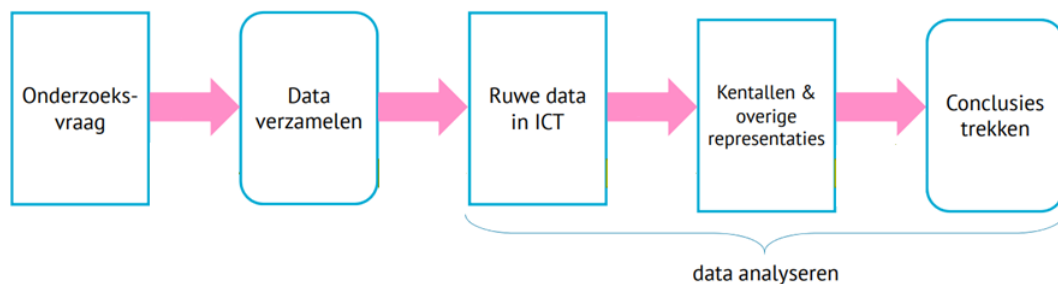 Onderzoeks-
vraag
Data
verzamelen
Ruwe data
in ICT
Kentallen &
overige
representaties
Conclusies
trekken
data analyseren